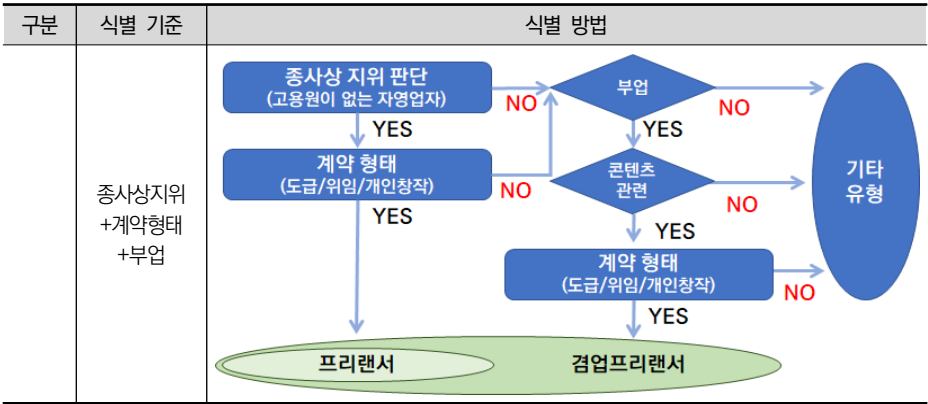 구분 식별 기준 식별 방법
종사상지위
+계약형태
+부업
종사상 지위 판단
(고용원이 없는 자영업자)
NO
YES
계약 형태
(도급/위임/개인창작)
NO
YES
부업
NO
YES
콘텐츠
관련
NO
YES
계약 형태
(도급/위임/개인창작)
NO
YES
기타
유형
프리랜서
겸업프리랜서